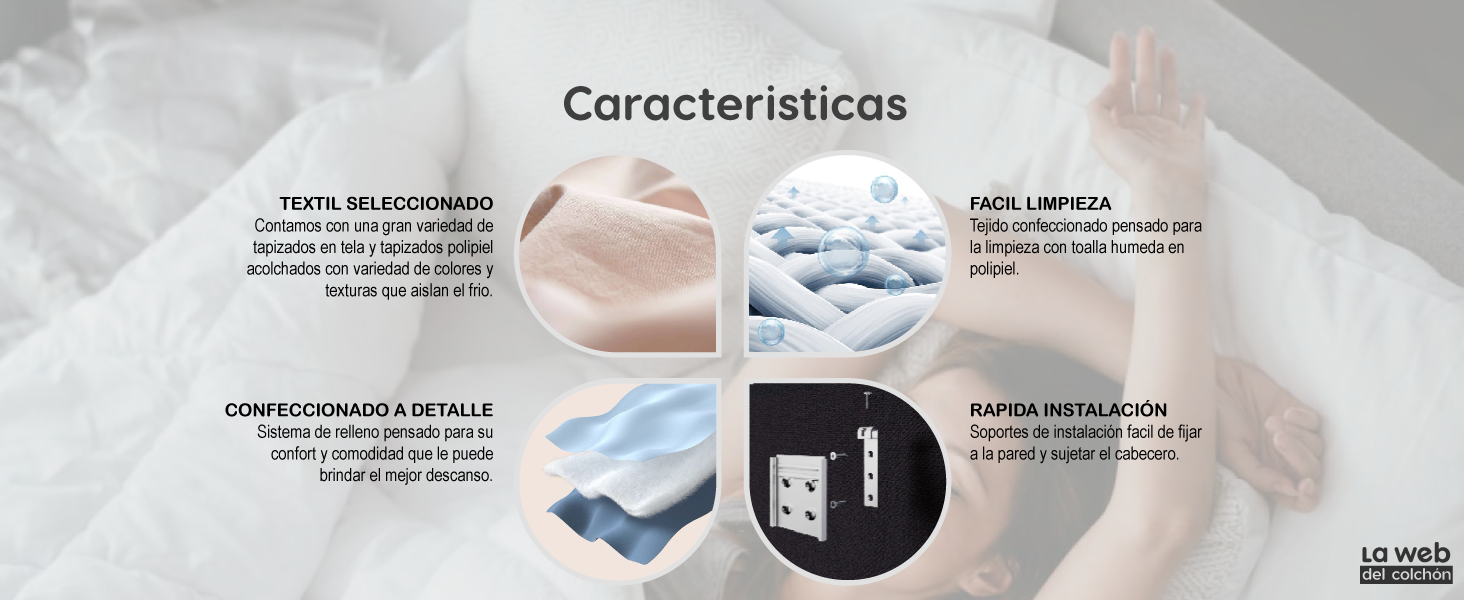 Caracteristicas
TEXTIL SELECCIONADO
Contamos con una gran variedad de
tapizados en tela y tapizados polipiel
acolchados con variedad de colores y
texturas que aislan el frio.
FACIL LIMPIEZA
Tejido confeccionado pensado para
la limpieza con toalla humeda en
polipiel.
CONFECCIONADO A DETALLE
Sistema de relleno pensado para su
confort y comodidad que le puede
brindar el mejor descanso.
RAPIDA INSTALACIÓN
Soportes de instalación facil de fijar
a la pared y sujetar el cabecero.
La web
del colchón